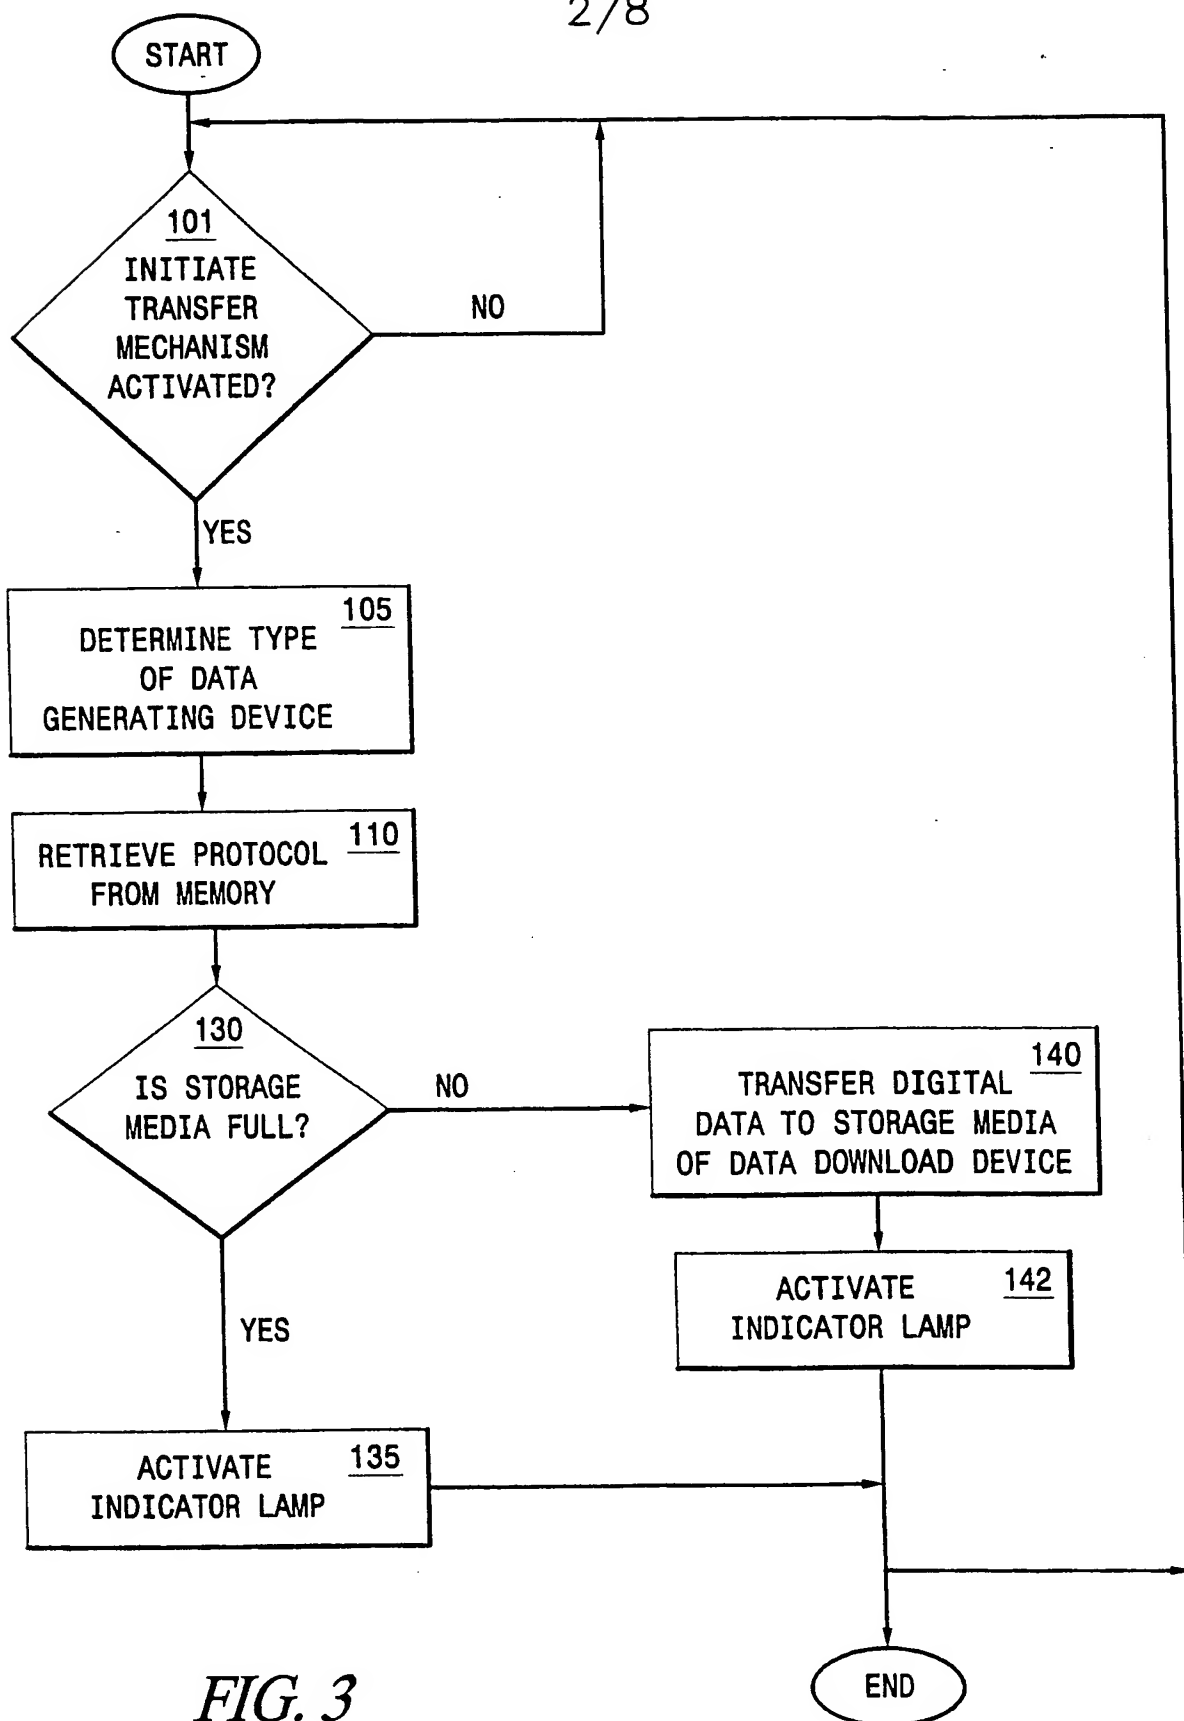 2/8
START
101
INITIATE
TRANSFER
MECHANISM
ACTIVATED?
NO
YES
105
DETERMINE TYPE
OF DATA
GENERATING DEVICE
110
RETRIEVE PROTOCOL
FROM MEMORY
130
IS STORAGE
MEDIA FULL?
NO
140
TRANSFER DIGITAL
DATA TO STORAGE MEDIA
OF DATA DOWNLOAD DEVICE
142
ACTIVATE
INDICATOR LAMP
YES
135
ACTIVATE
INDICATOR LAMP
END
FIG. 3